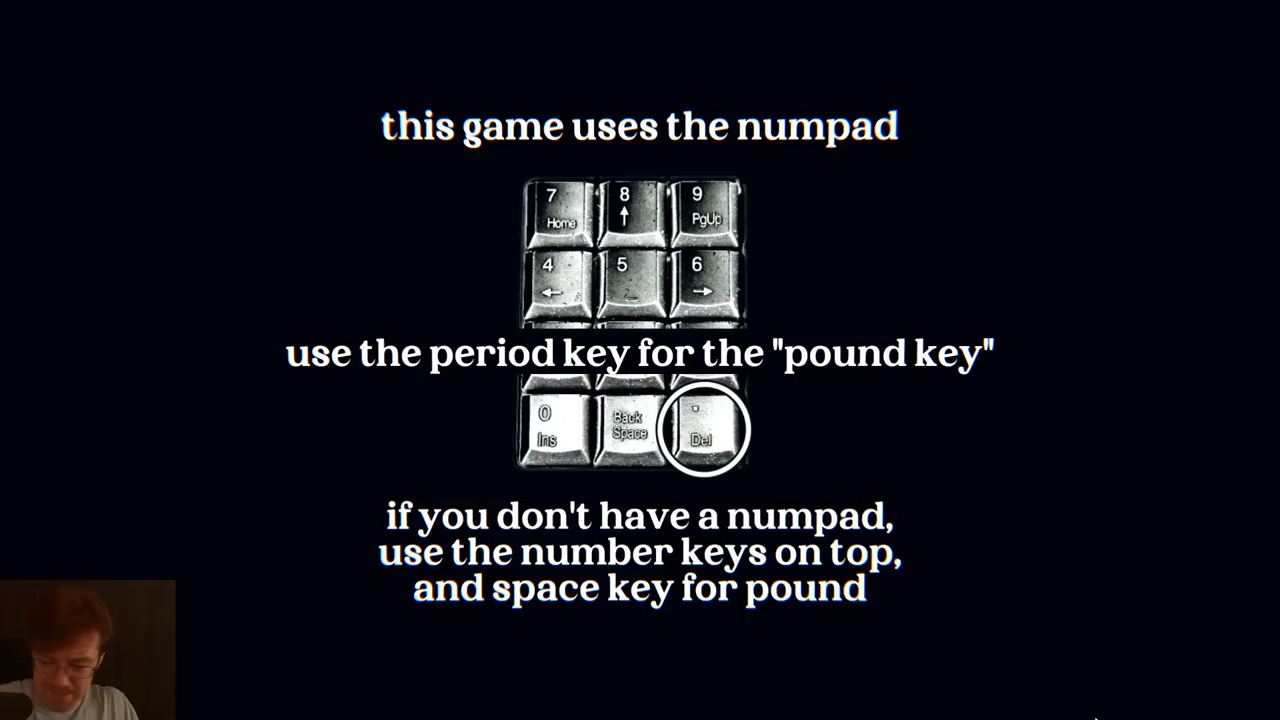 this game uses the numpad
7 8 9
Home ↑ PgUp
4 5 6
← _ →
use the period key for the "pound key"
0 Back Space .
Ins Del
if you don't have a numpad,
use the number keys on top,
and space key for pound